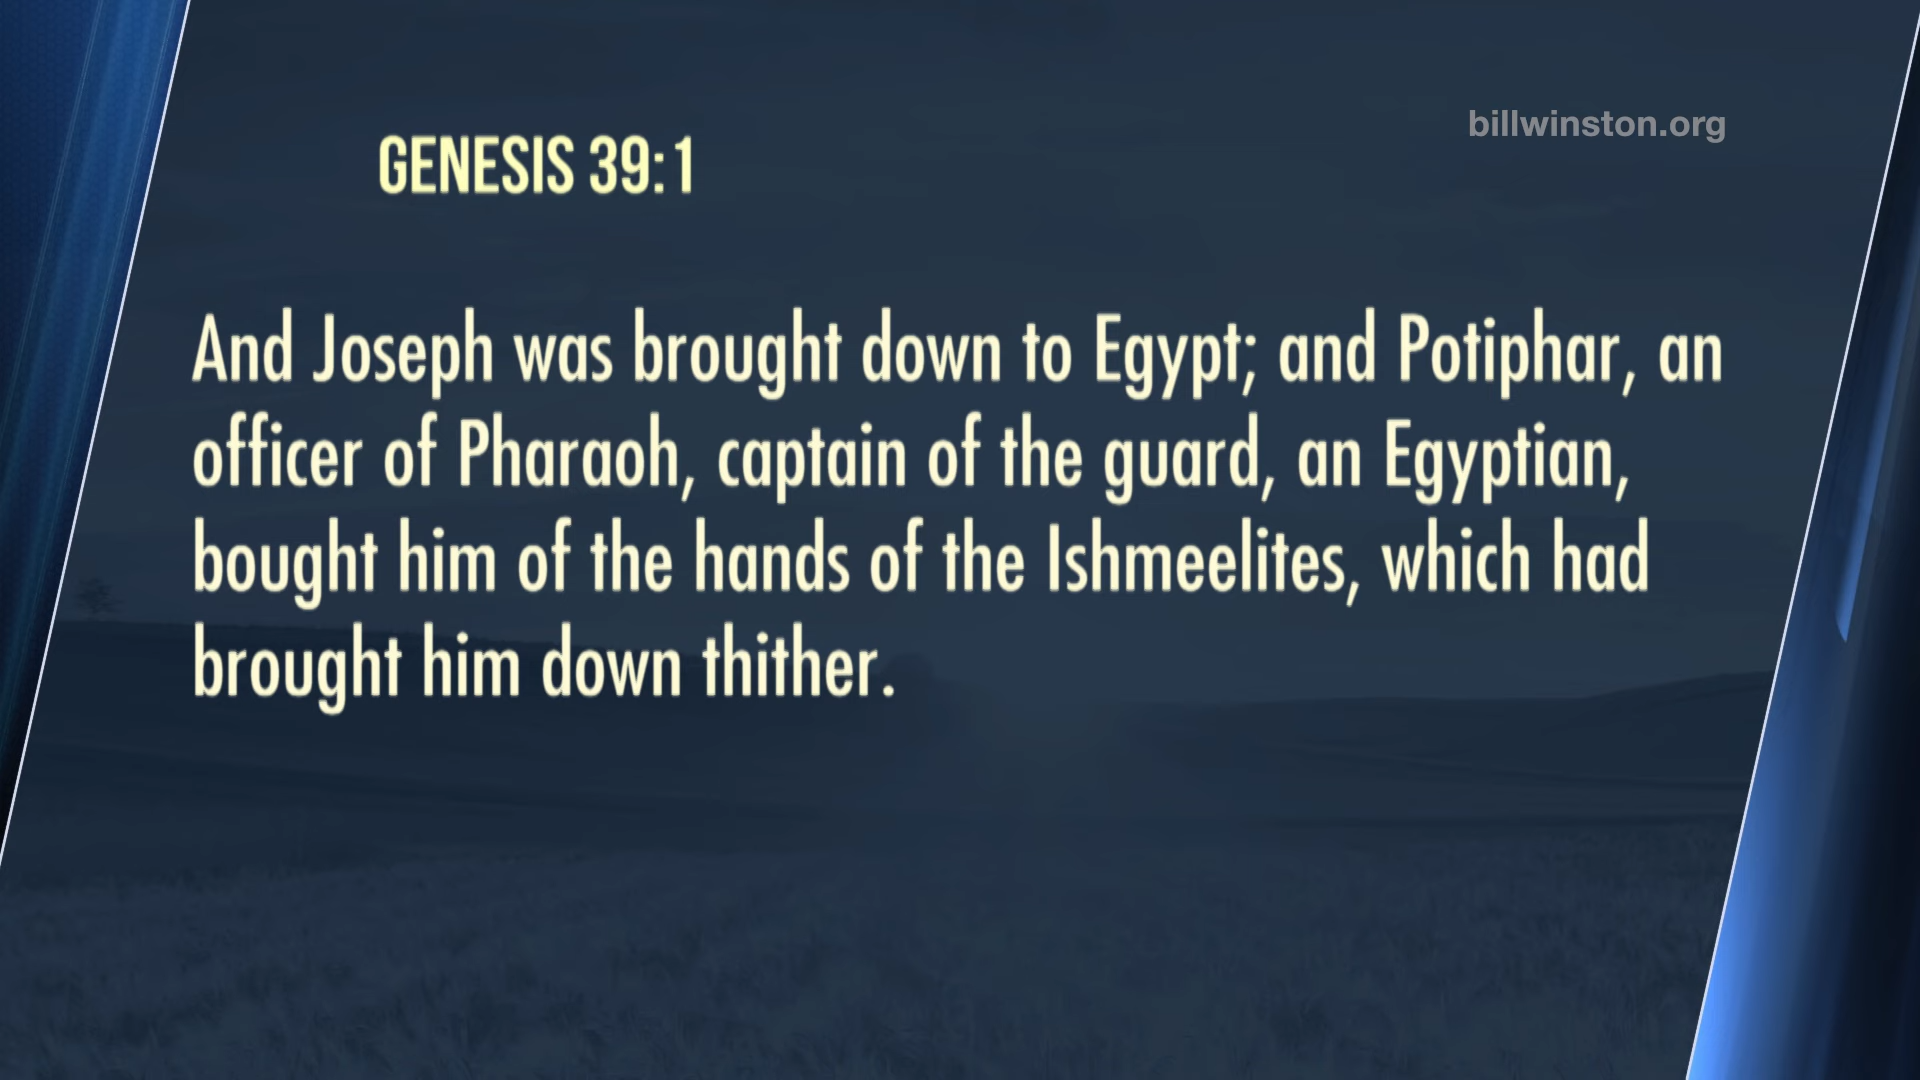 billwinston.org
GENESIS 39:1
And Joseph was brought down to Egypt; and Potiphar, an
officer of Pharaoh, captain of the guard, an Egyptian,
bought him of the hands of the Ishmeelites, which had
brought him down thither.